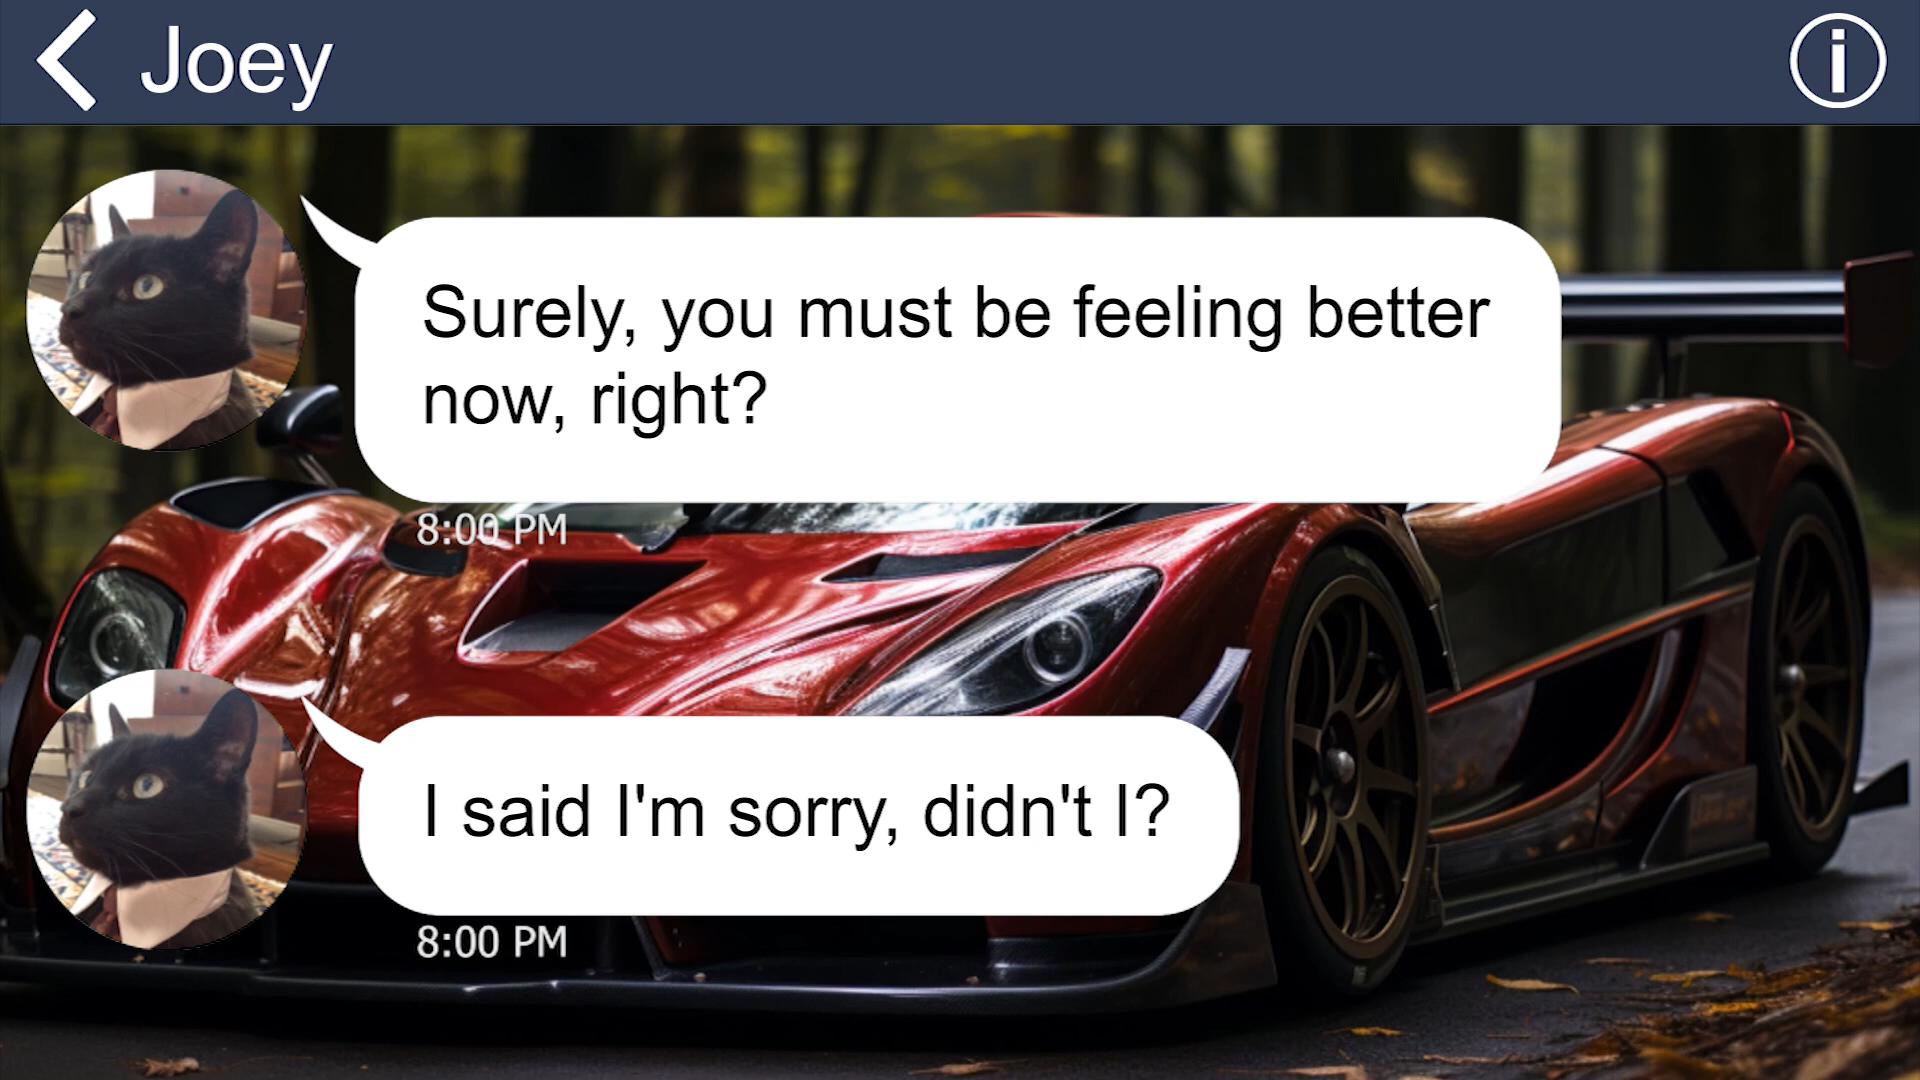 Joey
Surely, you must be feeling better
now, right?
8:00 PM
I said I'm sorry, didn't I?
8:00 PM